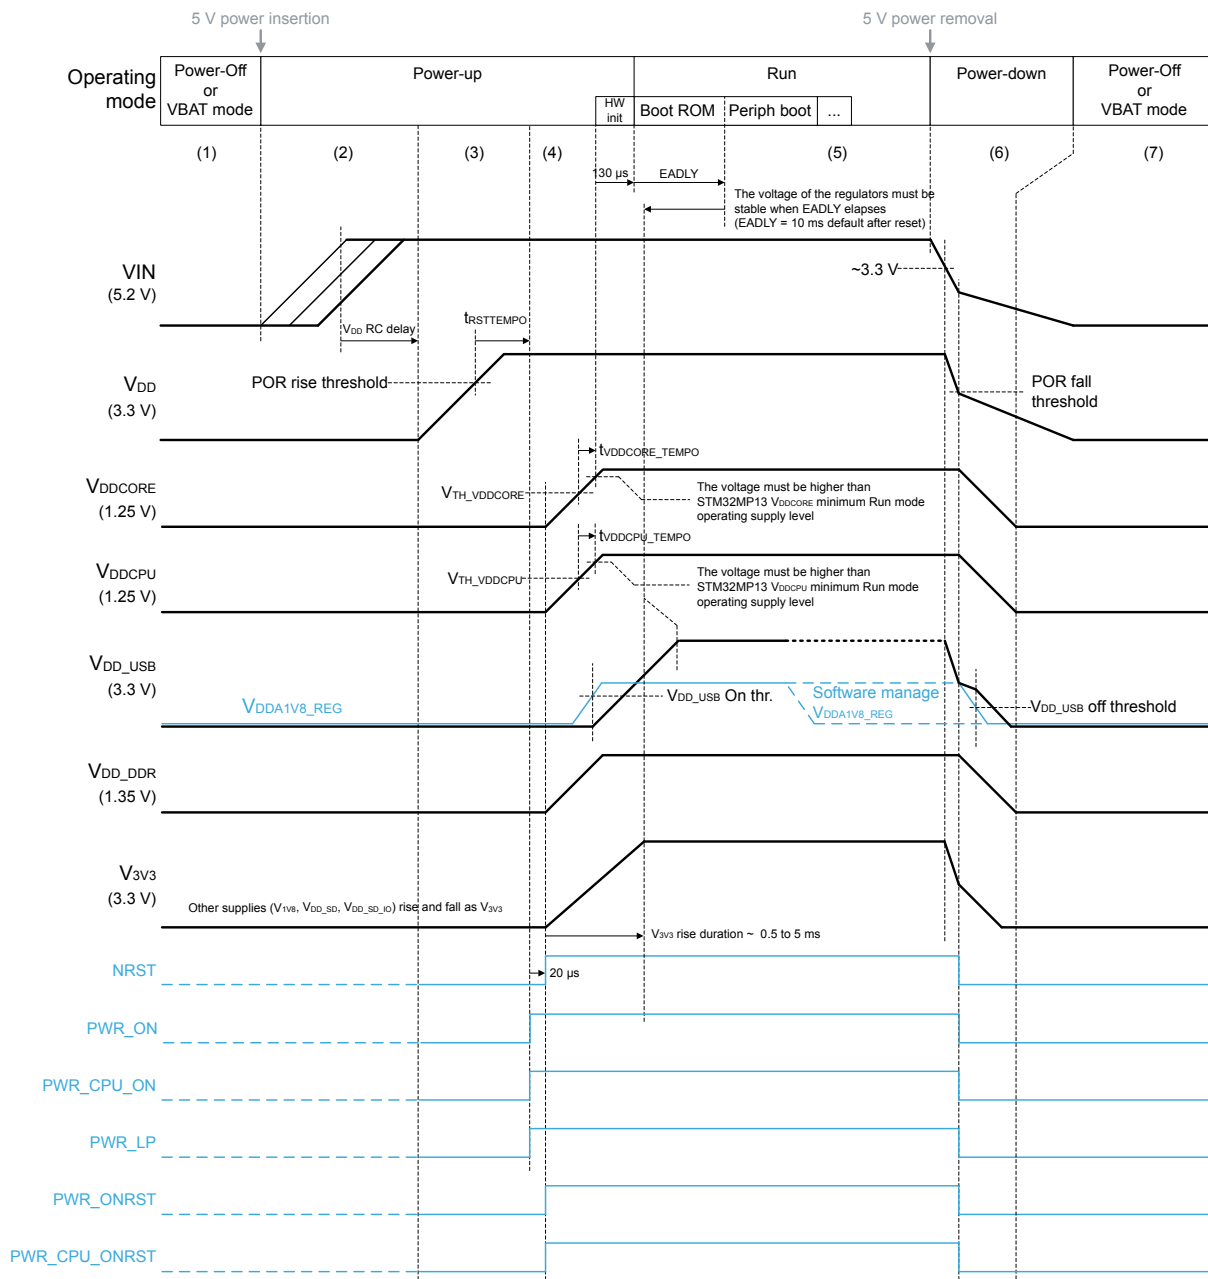 5 V power insertion
5 V power removal
Operating
mode
Power-Off
or
VBAT mode
Power-up
Run
Power-down
Power-Off
or
VBAT mode
HW
init
Boot ROM
Periph boot
...
(1)
(2)
(3)
(4)
(5)
(6)
(7)
130 µs
EADLY
The voltage of the regulators must be
stable when EADLY elapses
(EADLY = 10 ms default after reset)
VIN
(5.2 V)
~3.3 V
VDD RC delay
tRSTTEMPO
VDD
(3.3 V)
POR rise threshold
POR fall
threshold
VDDCORE
(1.25 V)
tVDDCORE_TEMPO
VTH_VDDCORE
The voltage must be higher than
STM32MP13 VDDCORE minimum Run mode
operating supply level
VDDCPU
(1.25 V)
tVDDCPU_TEMPO
VTH_VDDCPU
The voltage must be higher than
STM32MP13 VDDCPU minimum Run mode
operating supply level
VDD_USB
(3.3 V)
VDDA1V8_REG
VDD_USB On thr.
Software manage
VDDA1V8_REG
VDD_USB off threshold
VDD_DDR
(1.35 V)
V3V3
(3.3 V)
Other supplies (V1V8, VDD_SD, VDD_SD_IO) rise and fall as V3V3
V3V3 rise duration ~ 0.5 to 5 ms
NRST
20 µs
PWR_ON
PWR_CPU_ON
PWR_LP
PWR_ONRST
PWR_CPU_ONRST